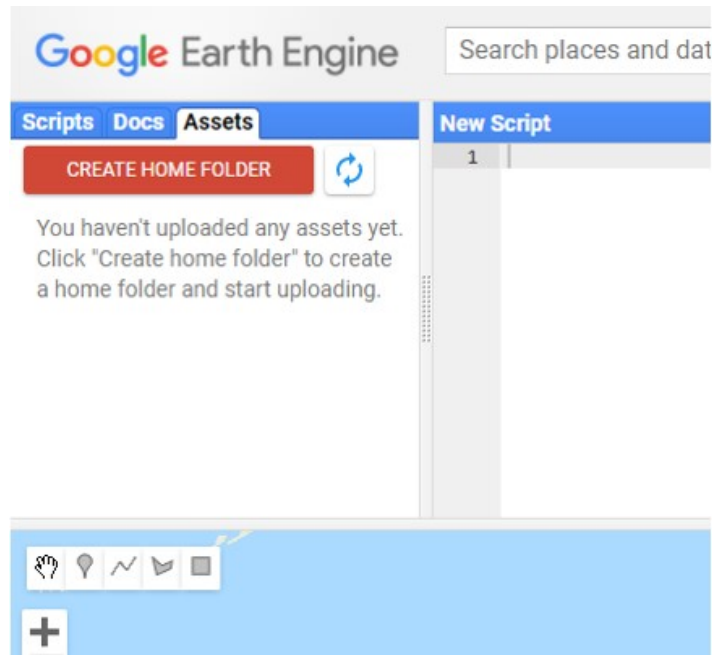 Google Earth Engine
Search places and dat
Scripts Docs Assets
New Script
CREATE HOME FOLDER
1
You haven't uploaded any assets yet.
Click "Create home folder" to create
a home folder and start uploading.